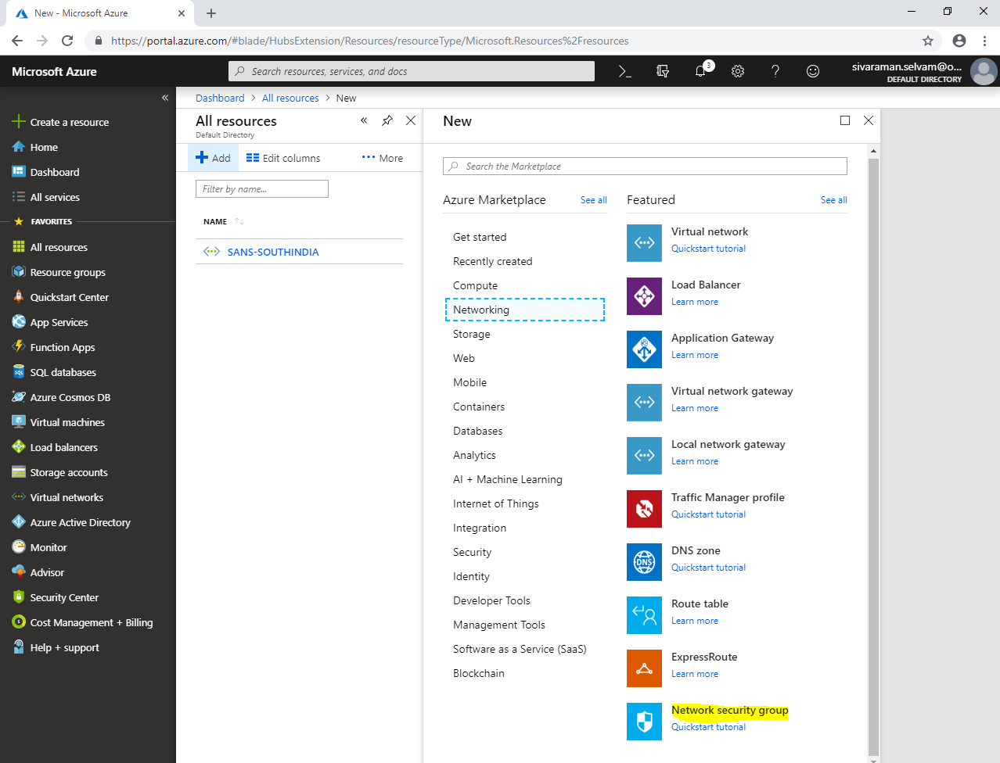 New - Microsoft Azure
https://portal.azure.com/#blade/HubsExtension/Resources/resourceType/Microsoft.Resources%2Fresources
Microsoft Azure
Search resources, services, and docs
3
sivaraman.selvam@o...
DEFAULT DIRECTORY
Create a resource
Home
Dashboard
All services
FAVORITES
All resources
Resource groups
Quickstart Center
App Services
Function Apps
SQL databases
Azure Cosmos DB
Virtual machines
Load balancers
Storage accounts
Virtual networks
Azure Active Directory
Monitor
Advisor
Security Center
Cost Management + Billing
Help + support
Dashboard > All resources > New
All resources
Default Directory
Add
Edit columns
More
Filter by name...
NAME
SANS-SOUTHINDIA
New
Search the Marketplace
Azure Marketplace See all
Get started
Recently created
Compute
Networking
Storage
Web
Mobile
Containers
Databases
Analytics
AI + Machine Learning
Internet of Things
Integration
Security
Identity
Developer Tools
Management Tools
Software as a Service (SaaS)
Blockchain
Featured See all
Virtual network
Quickstart tutorial
Load Balancer
Learn more
Application Gateway
Learn more
Virtual network gateway
Learn more
Local network gateway
Learn more
Traffic Manager profile
Quickstart tutorial
DNS
DNS zone
Quickstart tutorial
Route table
Learn more
ExpressRoute
Learn more
Network security group
Quickstart tutorial